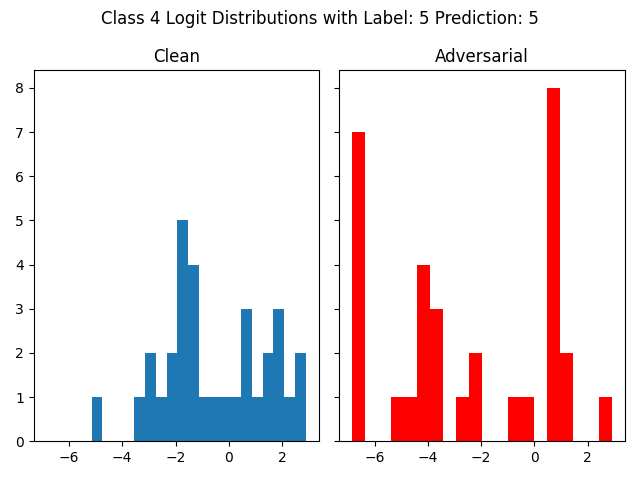 Class 4 Logit Distributions with Label: 5 Prediction: 5
Clean
Adversarial
8
7
6
5
4
3
2
1
0
−6 −4 −2 0 2
−6 −4 −2 0 2